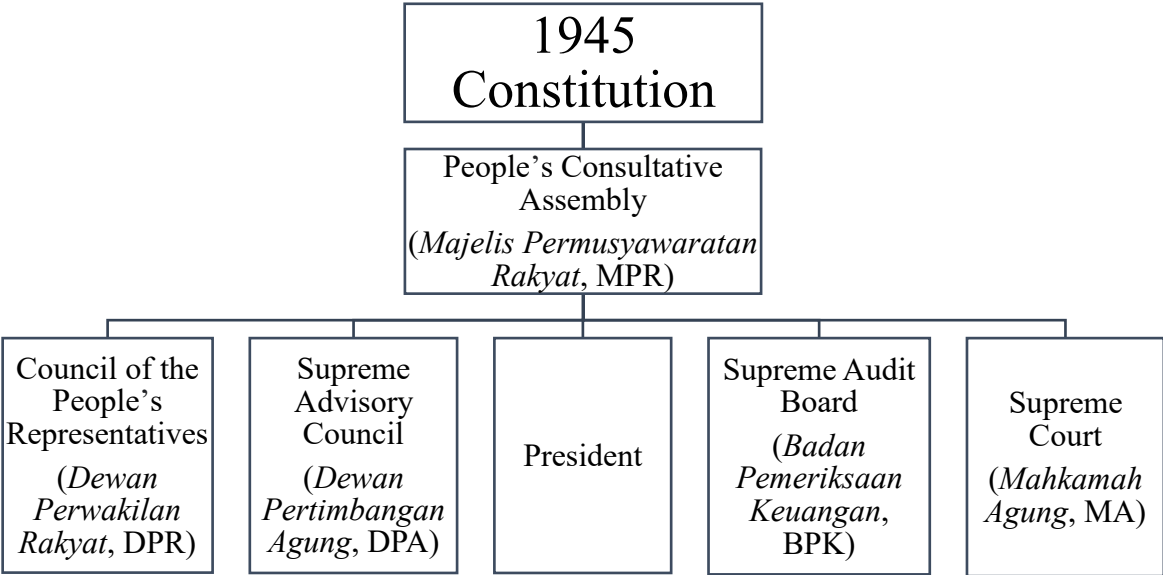 1945
Constitution
People’s Consultative
Assembly
(Majelis Permusyawaratan
Rakyat, MPR)
Council of the
People’s
Representatives
(Dewan
Perwakilan
Rakyat, DPR)
Supreme
Advisory
Council
(Dewan
Pertimbangan
Agung, DPA)
President
Supreme Audit
Board
(Badan
Pemeriksaan
Keuangan,
BPK)
Supreme
Court
(Mahkamah
Agung, MA)